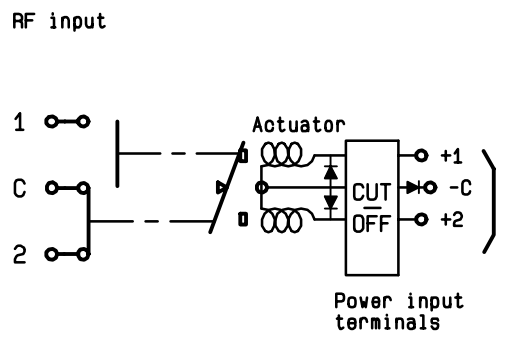 RF input
1
Actuator
+1
C
CUT
-C
OFF
+2
2
Power input
terminals